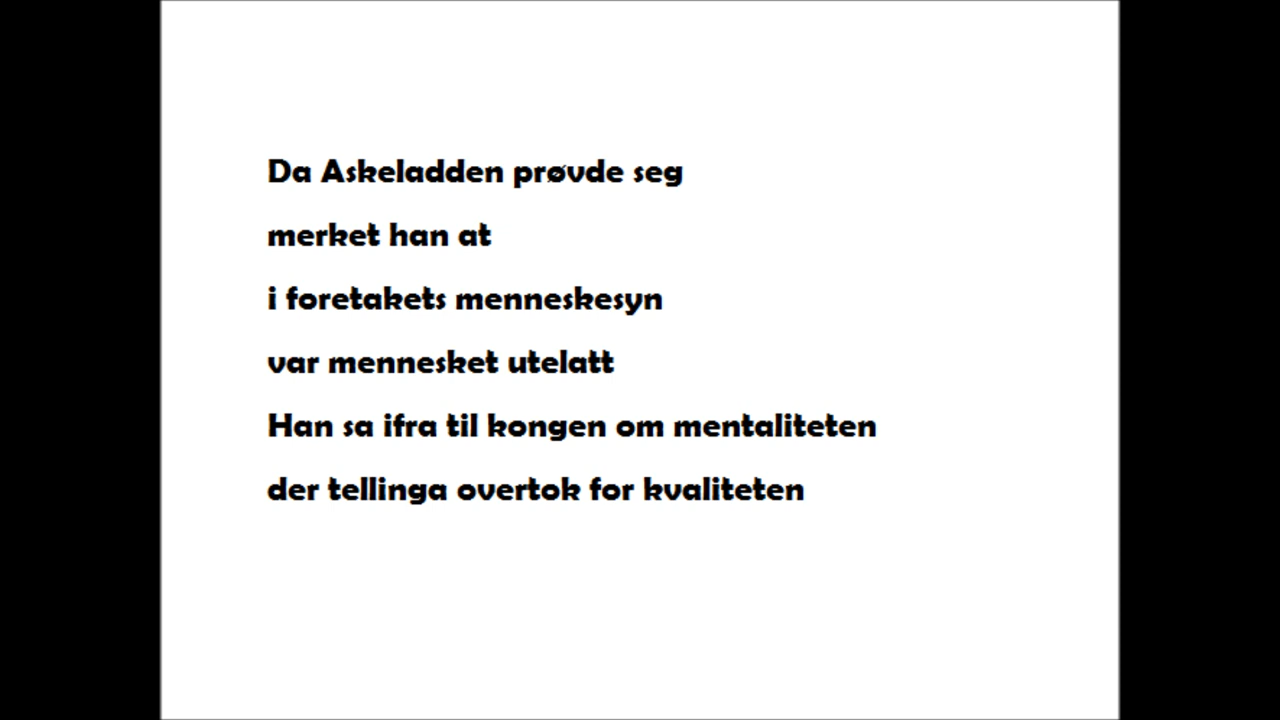 Da Askeladden prøvde seg
merket han at
i foretakets menneskesyn
var mennesket utelatt
Han sa ifra til kongen om mentaliteten
der tellinga overtok for kvaliteten